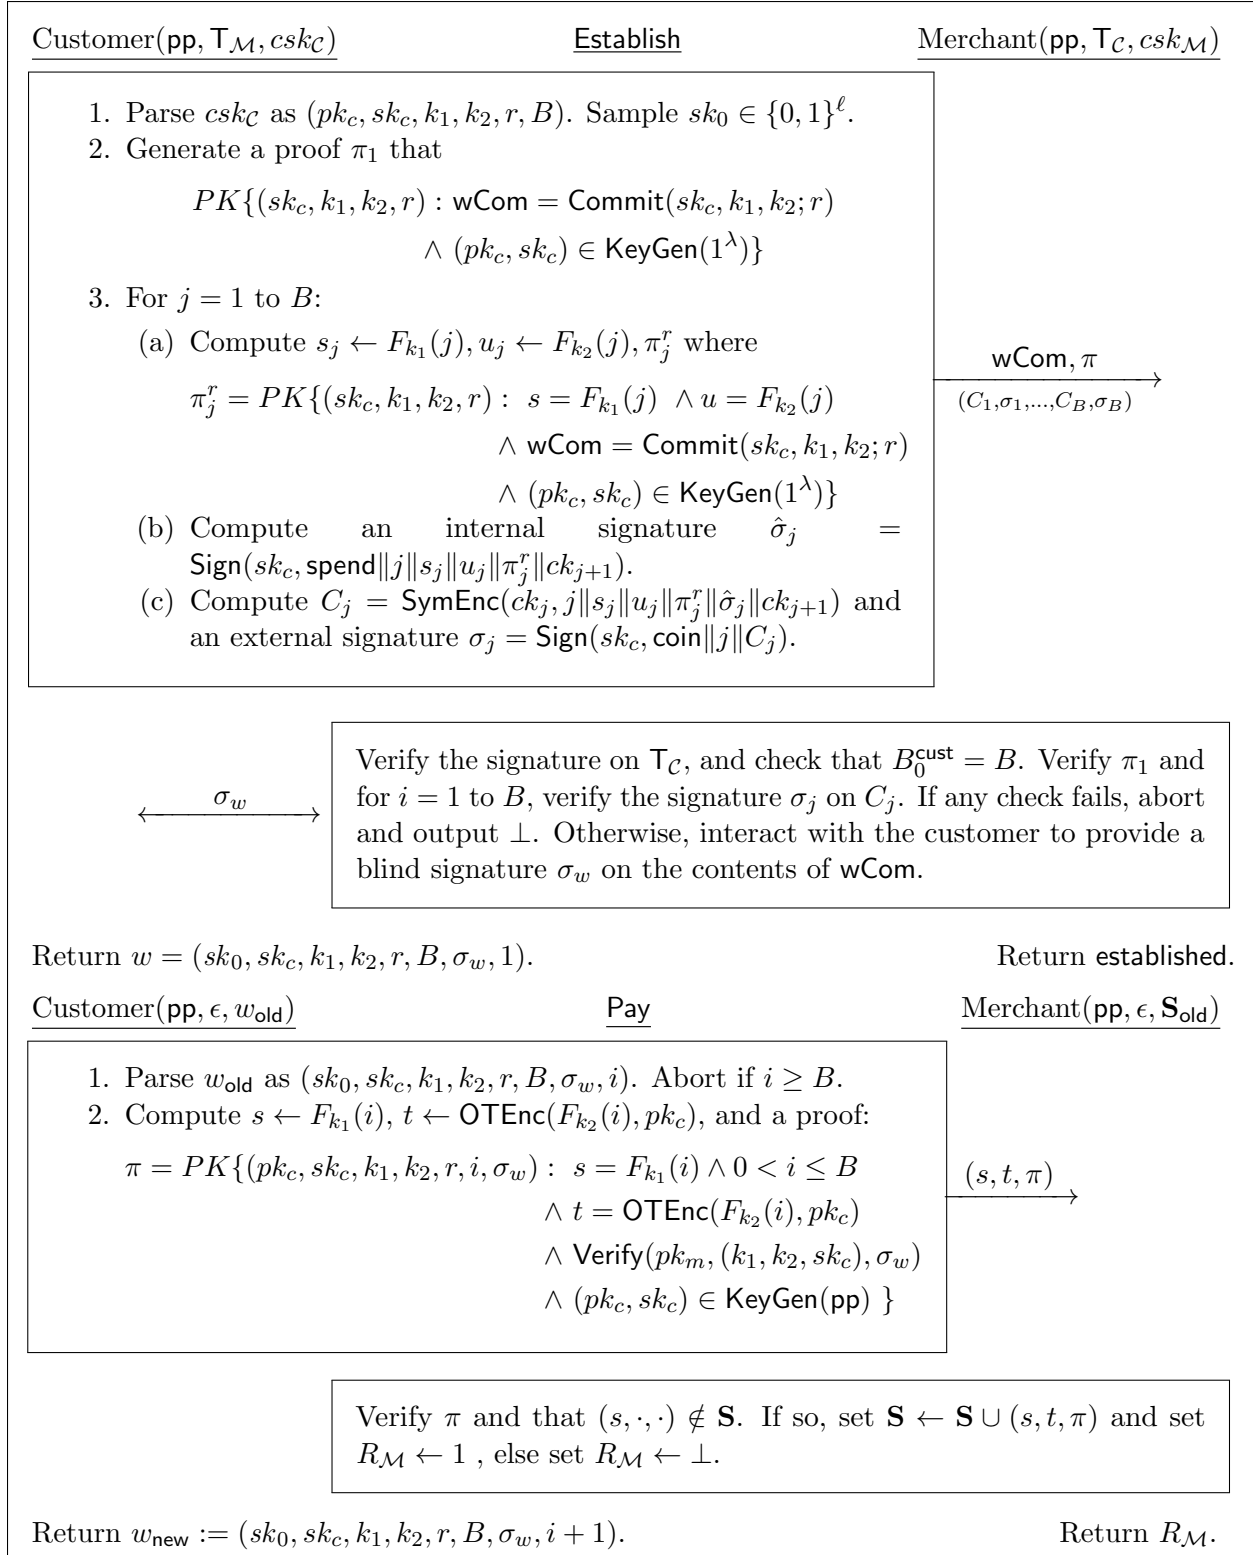 Customer(pp, T_M, csk_C) Establish Merchant(pp, T_C, csk_M)
1. Parse csk_C as (pk_c, sk_c, k_1, k_2, r, B). Sample sk_0 ∈ {0, 1}^ℓ.
2. Generate a proof π_1 that
PK{(sk_c, k_1, k_2, r) : wCom = Commit(sk_c, k_1, k_2; r)
∧ (pk_c, sk_c) ∈ KeyGen(1^λ)}
3. For j = 1 to B:
(a) Compute s_j ← F_{k_1}(j), u_j ← F_{k_2}(j), π_j^r where
π_j^r = PK{(sk_c, k_1, k_2, r) : s = F_{k_1}(j) ∧ u = F_{k_2}(j)
∧ wCom = Commit(sk_c, k_1, k_2; r)
∧ (pk_c, sk_c) ∈ KeyGen(1^λ)}
(b) Compute an internal signature σ̂_j =
Sign(sk_c, spend‖j‖s_j‖u_j‖π_j^r‖ck_{j+1}).
(c) Compute C_j = SymEnc(ck_j, j‖s_j‖u_j‖π_j^r‖σ̂_j‖ck_{j+1}) and
an external signature σ_j = Sign(sk_c, coin‖j‖C_j).
wCom, π
(C_1,σ_1,...,C_B,σ_B)
Verify the signature on T_C, and check that B_0^cust = B. Verify π_1 and
for i = 1 to B, verify the signature σ_j on C_j. If any check fails, abort
and output ⊥. Otherwise, interact with the customer to provide a
blind signature σ_w on the contents of wCom.
σ_w
Return w = (sk_0, sk_c, k_1, k_2, r, B, σ_w, 1). Return established.
Customer(pp, ϵ, w_old) Pay Merchant(pp, ϵ, S_old)
1. Parse w_old as (sk_0, sk_c, k_1, k_2, r, B, σ_w, i). Abort if i ≥ B.
2. Compute s ← F_{k_1}(i), t ← OTEnc(F_{k_2}(i), pk_c), and a proof:
π = PK{(pk_c, sk_c, k_1, k_2, r, i, σ_w) : s = F_{k_1}(i) ∧ 0 < i ≤ B
∧ t = OTEnc(F_{k_2}(i), pk_c)
∧ Verify(pk_m, (k_1, k_2, sk_c), σ_w)
∧ (pk_c, sk_c) ∈ KeyGen(pp) }
(s, t, π)
Verify π and that (s, ·, ·) ∉ S. If so, set S ← S ∪ (s, t, π) and set
R_M ← 1 , else set R_M ← ⊥.
Return w_new := (sk_0, sk_c, k_1, k_2, r, B, σ_w, i + 1). Return R_M.